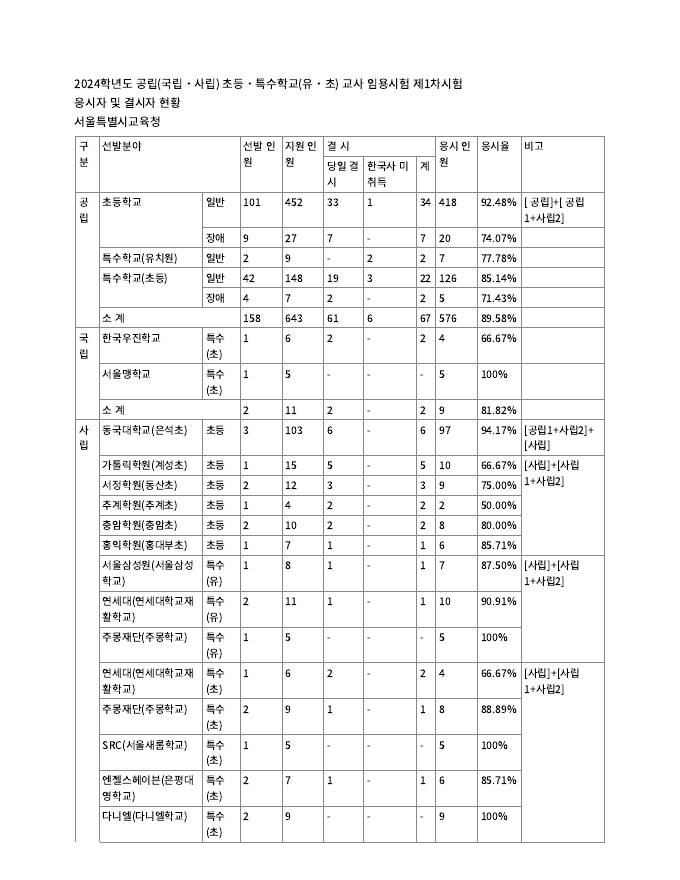 2024학년도 공립(국립・사립) 초등・특수학교(유・초) 교사 임용시험 제1차시험
응시자 및 결시자 현황
서울특별시교육청
구분 선발분야 선발 인원 지원 인원 결 시 응시 인원 응시율 비고
당일 결시 한국사 미취득 계
공립 초등학교 일반 101 452 33 1 34 418 92.48% [ 공립]+[ 공립1+사립2]
장애 9 27 7 - 7 20 74.07%
특수학교(유치원) 일반 2 9 - 2 2 7 77.78%
특수학교(초등) 일반 42 148 19 3 22 126 85.14%
장애 4 7 2 - 2 5 71.43%
소 계 158 643 61 6 67 576 89.58%
국립 한국우진학교 특수(초) 1 6 2 - 2 4 66.67%
서울맹학교 특수(초) 1 5 - - - 5 100%
소 계 2 11 2 - 2 9 81.82%
사립 동국대학교(은석초) 초등 3 103 6 - 6 97 94.17% [공립1+사립2]+[사립]
가톨릭학원(계성초) 초등 1 15 5 - 5 10 66.67% [사립]+[사립1+사립2]
서정학원(동산초) 초등 2 12 3 - 3 9 75.00%
추계학원(추계초) 초등 1 4 2 - 2 2 50.00%
충암학원(충암초) 초등 2 10 2 - 2 8 80.00%
홍익학원(홍대부초) 초등 1 7 1 - 1 6 85.71%
서울삼성원(서울삼성학교) 특수(유) 1 8 1 - 1 7 87.50% [사립]+[사립1+사립2]
연세대(연세대학교재활학교) 특수(유) 2 11 1 - 1 10 90.91%
주몽재단(주몽학교) 특수(유) 1 5 - - - 5 100%
연세대(연세대학교재활학교) 특수(초) 1 6 2 - 2 4 66.67% [사립]+[사립1+사립2]
주몽재단(주몽학교) 특수(초) 2 9 1 - 1 8 88.89%
SRC(서울새롬학교) 특수(초) 1 5 - - - 5 100%
엔젤스헤이븐(은평대영학교) 특수(초) 2 7 1 - 1 6 85.71%
다니엘(다니엘학교) 특수(초) 2 9 - - - 9 100%